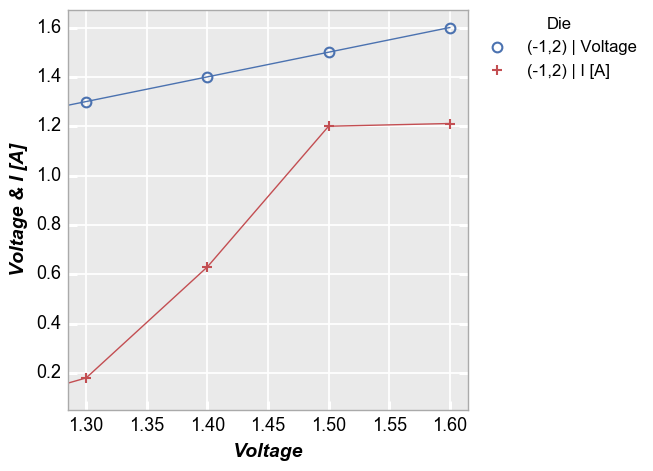 Die
(-1,2) | Voltage
(-1,2) | I [A]
Voltage & I [A]
1.6
1.4
1.2
1.0
0.8
0.6
0.4
0.2
1.30 1.35 1.40 1.45 1.50 1.55 1.60
Voltage